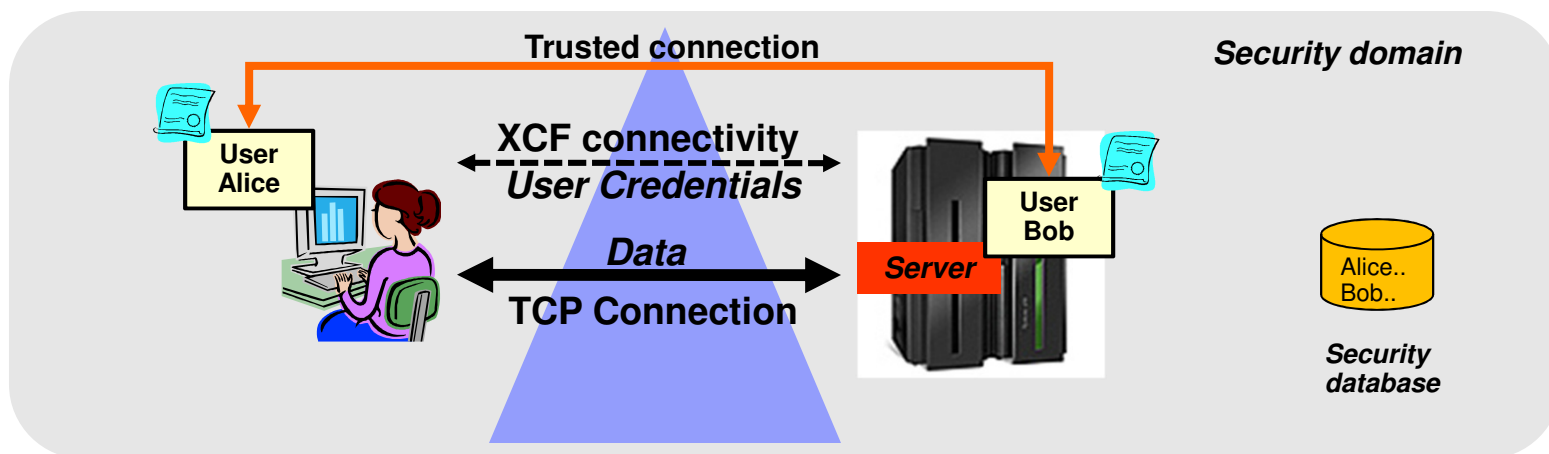 Trusted connection
Security domain
User
Alice
XCF connectivity
User Credentials
User
Bob
Data
Server
TCP Connection
Alice..
Bob..
Security
database